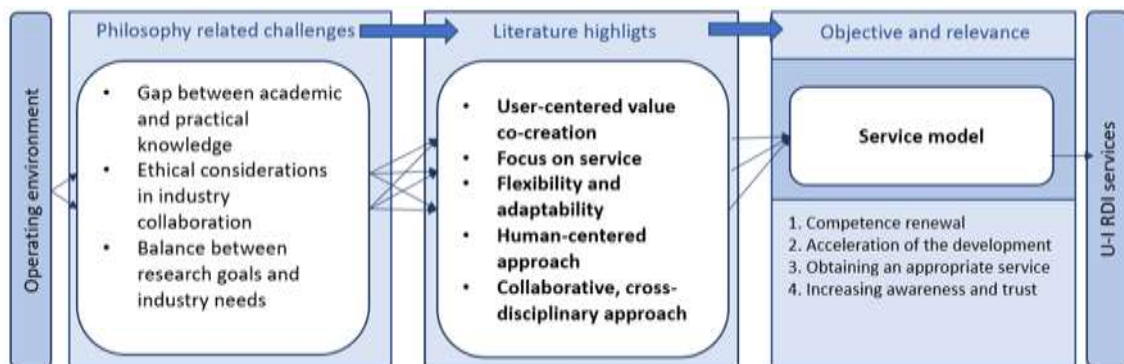 Operating environment
Philosophy related challenges
• Gap between academic
and practical
knowledge
• Ethical considerations
in industry
collaboration
• Balance between
research goals and
industry needs
Literature highligts
• User-centered value
co-creation
• Focus on service
• Flexibility and
adaptability
• Human-centered
approach
• Collaborative, cross-
disciplinary approach
Objective and relevance
Service model
1. Competence renewal
2. Acceleration of the development
3. Obtaining an appropriate service
4. Increasing awareness and trust
U-I RDI services